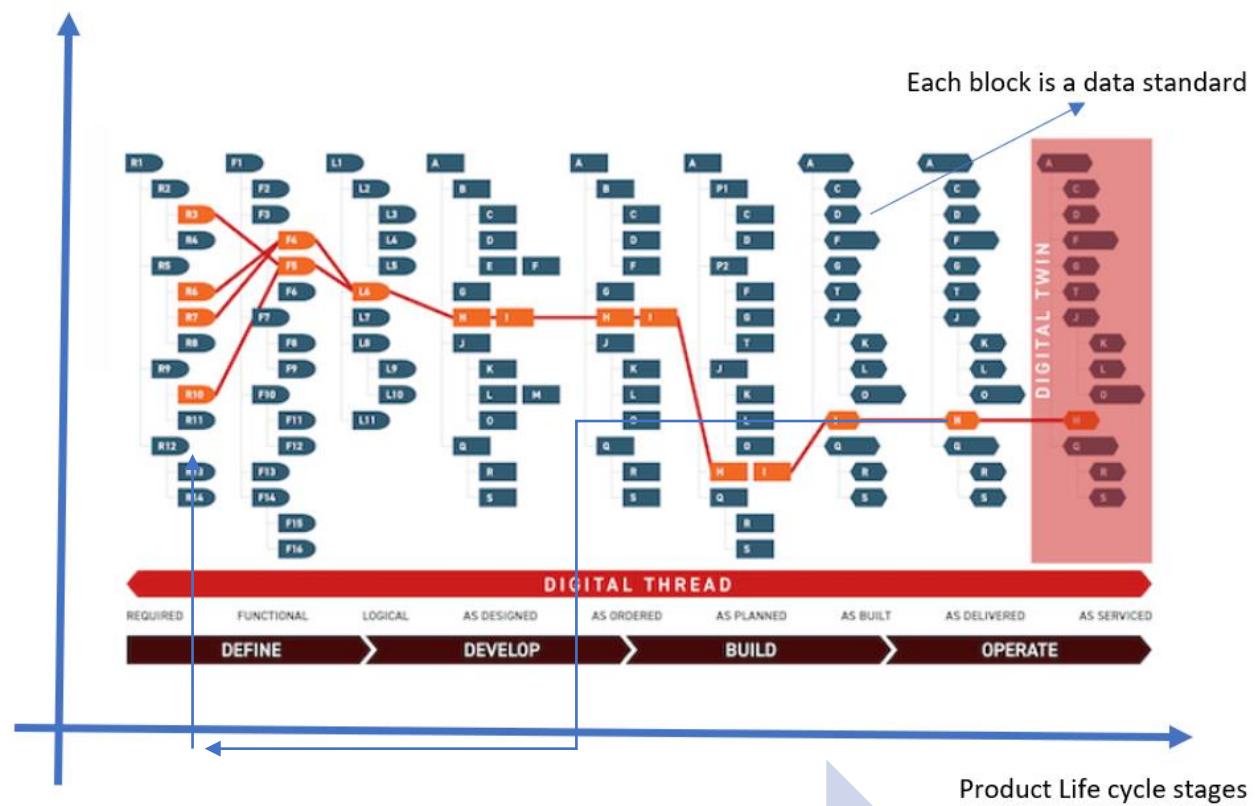 Each block is a data standard
R1 F1 L1 A A A A A A
R2 F2 L2 B B P1 C C C
R3 F3 L3 C C C D D D
R4 F4 L4 D D D F F F
R5 F5 L5 E F F P2 G G G
R6 F6 L6 G G F T T T
R7 F7 L7 H I H I G J J J
R8 F8 L8 J J T K K K
R9 F9 L9 K K J L L L
R10 F10 L10 L M L K O O O
R11 F11 L11 O O L H H
R12 F12 Q Q O Q Q Q
R13 F13 R R H I R R R
R14 F14 S S Q S S S
F15 R
F16 S
DIGITAL TWIN
DIGITAL THREAD
REQUIRED FUNCTIONAL LOGICAL AS DESIGNED AS ORDERED AS PLANNED AS BUILT AS DELIVERED AS SERVICED
DEFINE DEVELOP BUILD OPERATE
Product Life cycle stages